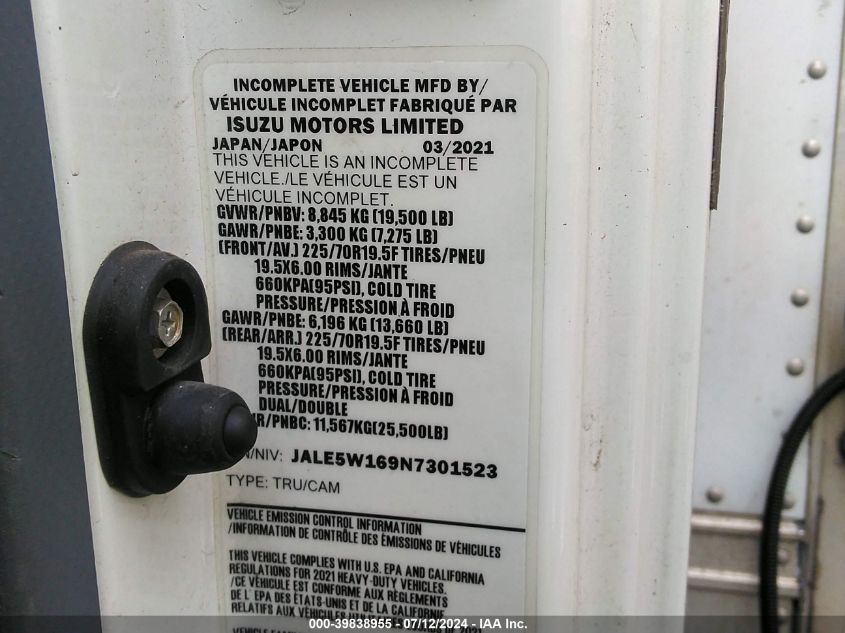 INCOMPLETE VEHICLE MFD BY/
VÉHICULE INCOMPLET FABRIQUÉ PAR
ISUZU MOTORS LIMITED
JAPAN/JAPON 03/2021
THIS VEHICLE IS AN INCOMPLETE
VEHICLE./LE VÉHICULE EST UN
VÉHICULE INCOMPLET.
GVWR/PNBV: 8,845 KG (19,500 LB)
GAWR/PNBE: 3,300 KG (7,275 LB)
(FRONT/AV.) 225/70R19.5F TIRES/PNEU
19.5X6.00 RIMS/JANTE
660KPA(95PSI), COLD TIRE
PRESSURE/PRESSION À FROID
GAWR/PNBE: 6,196 KG (13,660 LB)
(REAR/ARR.) 225/70R19.5F TIRES/PNEU
19.5X6.00 RIMS/JANTE
660KPA(95PSI), COLD TIRE
PRESSURE/PRESSION À FROID
DUAL/DOUBLE
R/PNBC: 11,567KG(25,500LB)
/NIV: JALE5W169N7301523
TYPE: TRU/CAM
VEHICLE EMISSION CONTROL INFORMATION
/INFORMATION DE CONTRÔLE DES ÉMISSIONS DE VÉHICULES
THIS VEHICLE COMPLIES WITH U.S. EPA AND CALIFORNIA
REGULATIONS FOR 2021 HEAVY-DUTY VEHICLES.
/CE VÉHICULE EST CONFORME AUX RÈGLEMENTS
DE L' EPA DES ÉTATS-UNIS ET DE LA CALIFORNIE
RELATIFS AUX VÉHICULES
000-39838955 - 07/12/2024 - IAA Inc.